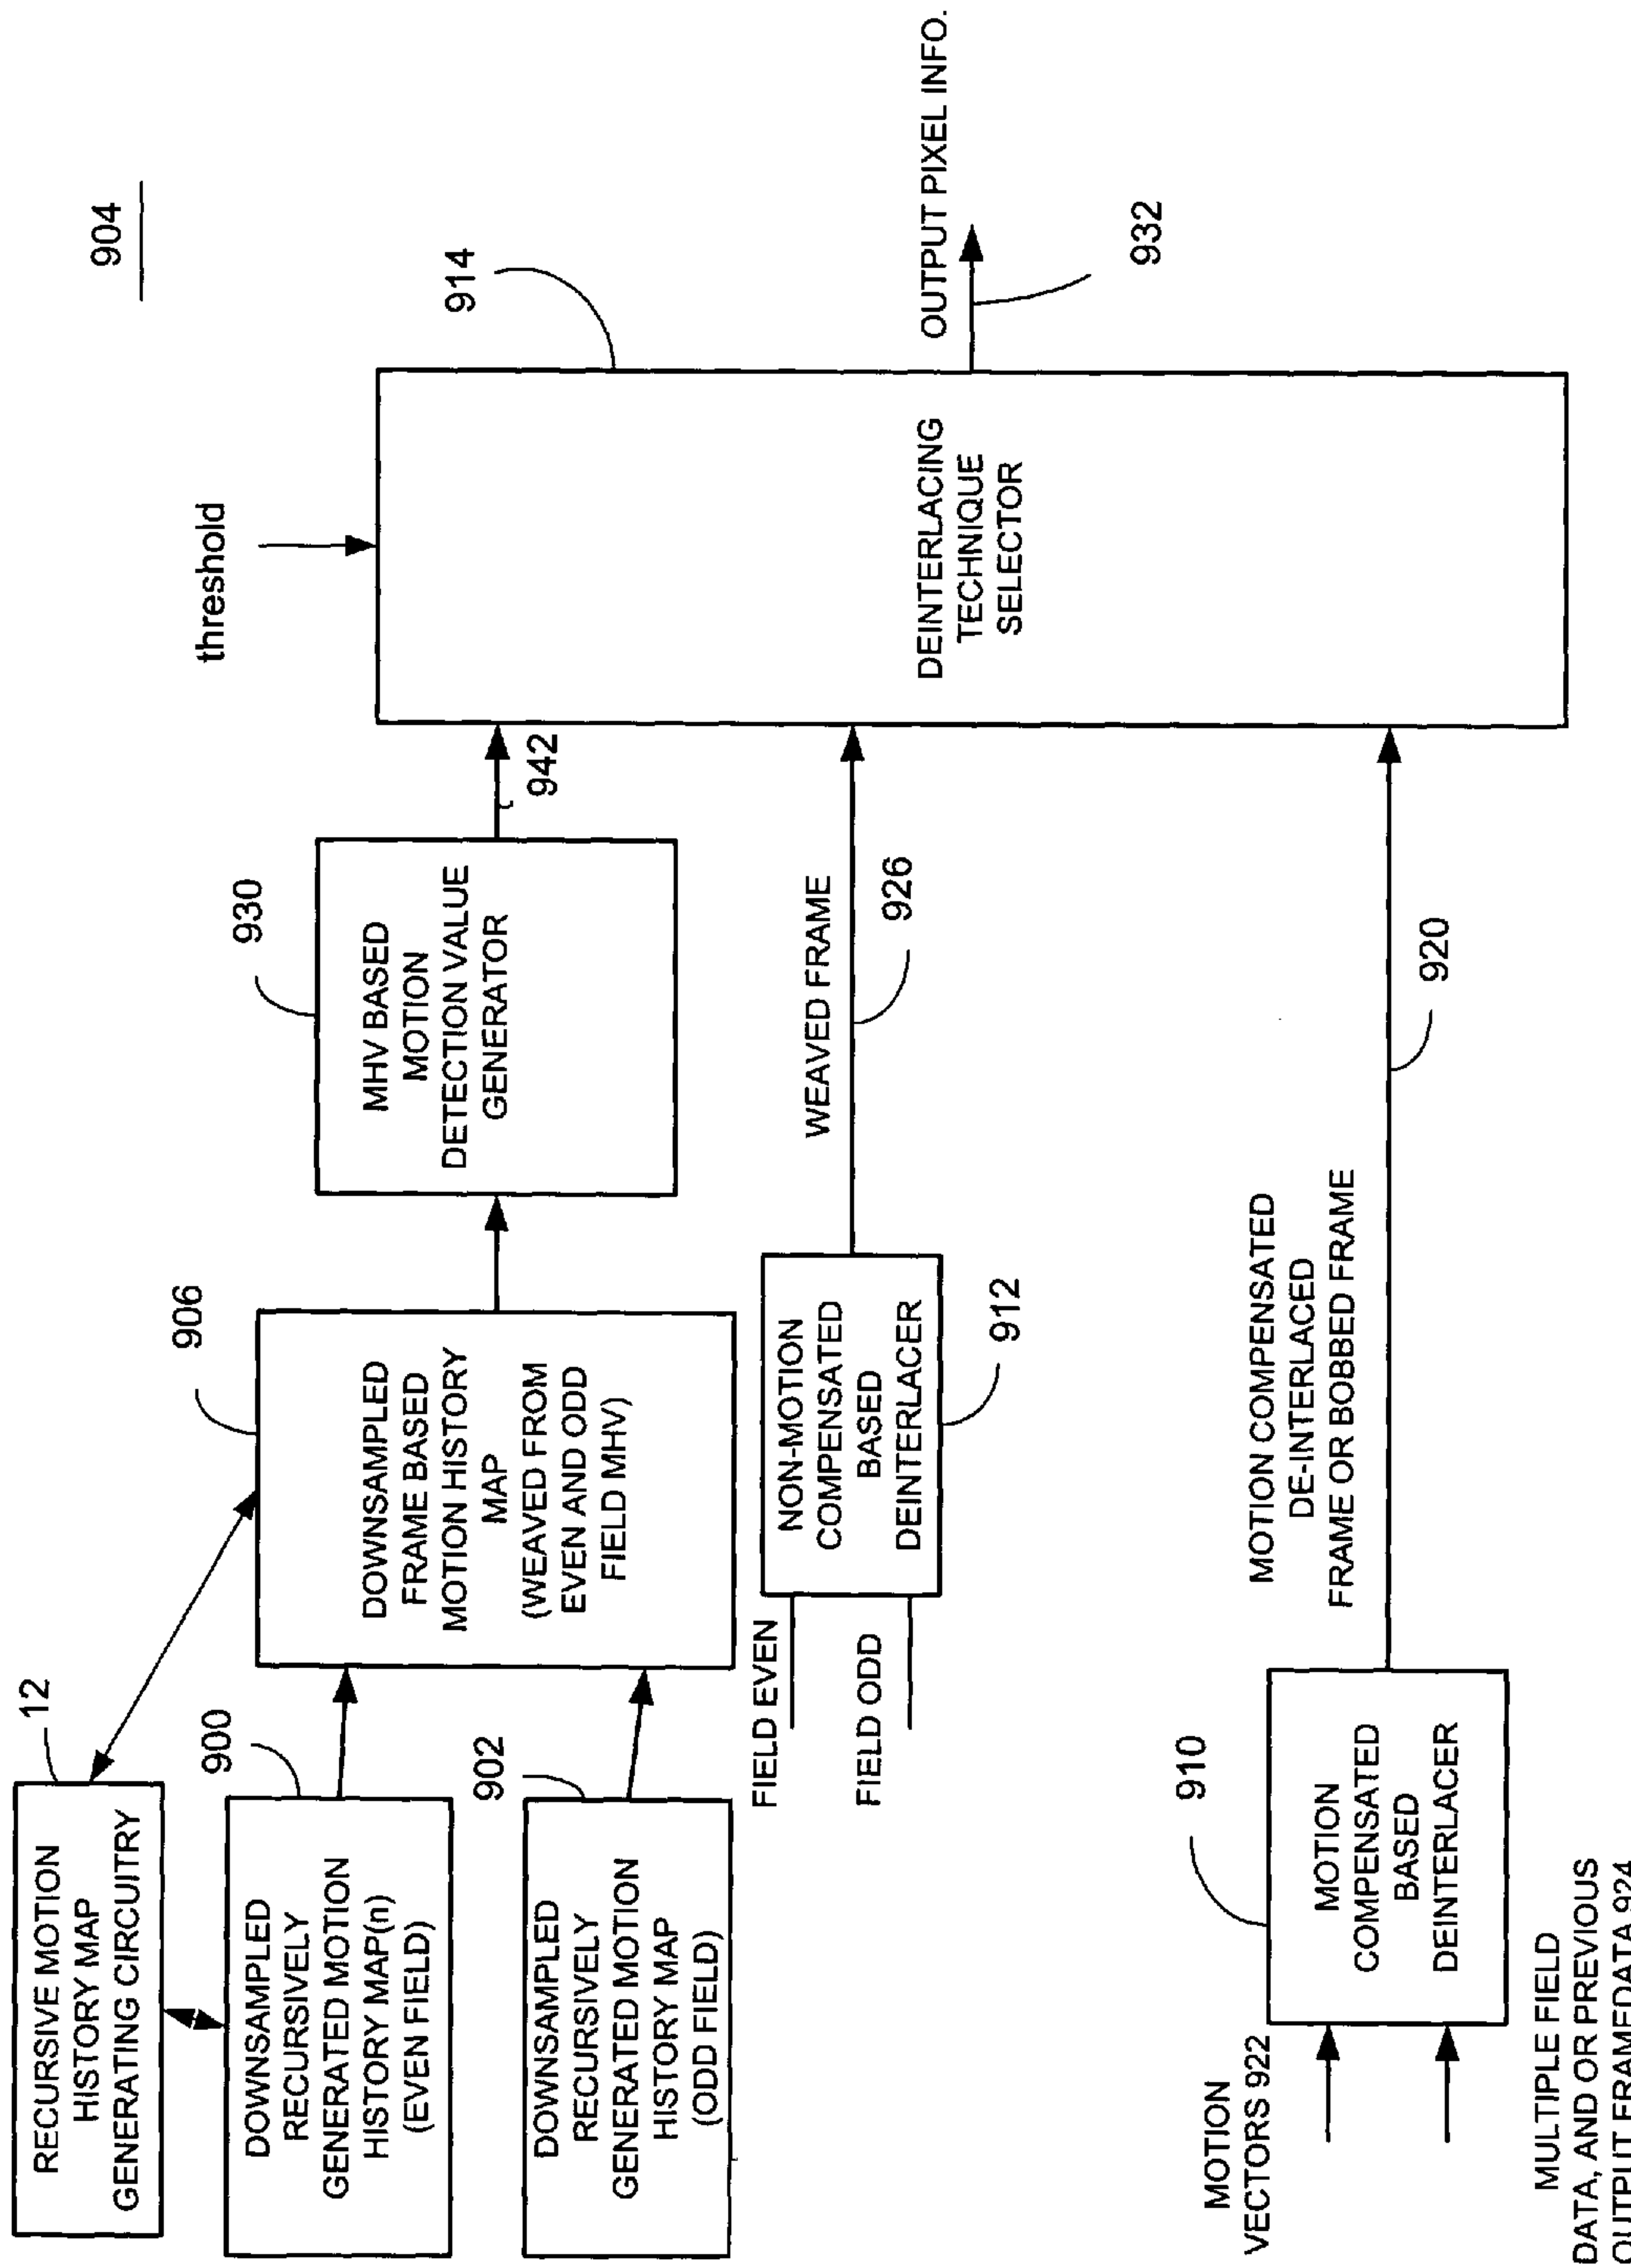 904
RECURSIVE MOTION
HISTORY MAP
GENERATING CIRCUITRY
12
DOWNSAMPLED
RECURSIVELY
GENERATED MOTION
HISTORY MAP(n)
(EVEN FIELD)
900
DOWNSAMPLED
RECURSIVELY
GENERATED MOTION
HISTORY MAP
(ODD FIELD)
902
DOWNSAMPLED
FRAME BASED
MOTION HISTORY
MAP
(WEAVED FROM
EVEN AND ODD
FIELD MHV)
906
MHV BASED
MOTION
DETECTION VALUE
GENERATOR
930
942
threshold
FIELD EVEN
FIELD ODD
NON-MOTION
COMPENSATED
BASED
DEINTERLACER
912
WEAVED FRAME
926
DEINTERLACING
TECHNIQUE
SELECTOR
914
OUTPUT PIXEL INFO.
932
MOTION
VECTORS 922
MULTIPLE FIELD
DATA, AND OR PREVIOUS
OUTPUT FRAMEDATA 924
MOTION
COMPENSATED
BASED
DEINTERLACER
910
MOTION COMPENSATED
DE-INTERLACED
FRAME OR BOBBED FRAME
920